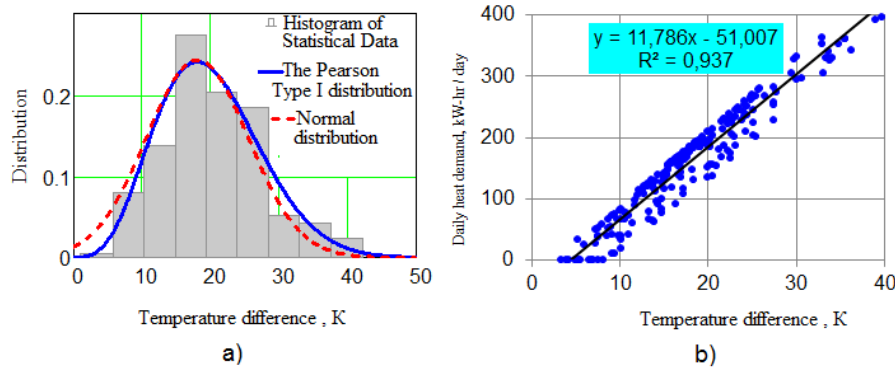 a)
Histogram of
Statistical Data
The Pearson
Type I distribution
Normal
distribution
Distribution
0.2
0.1
0
0 10 20 30 40 50
Temperature difference , K
a)
b)
y = 11,786x - 51,007
R² = 0,937
Daily heat demand, kW-hr / day
400
300
200
100
0
0 10 20 30 40
Temperature difference , K
b)